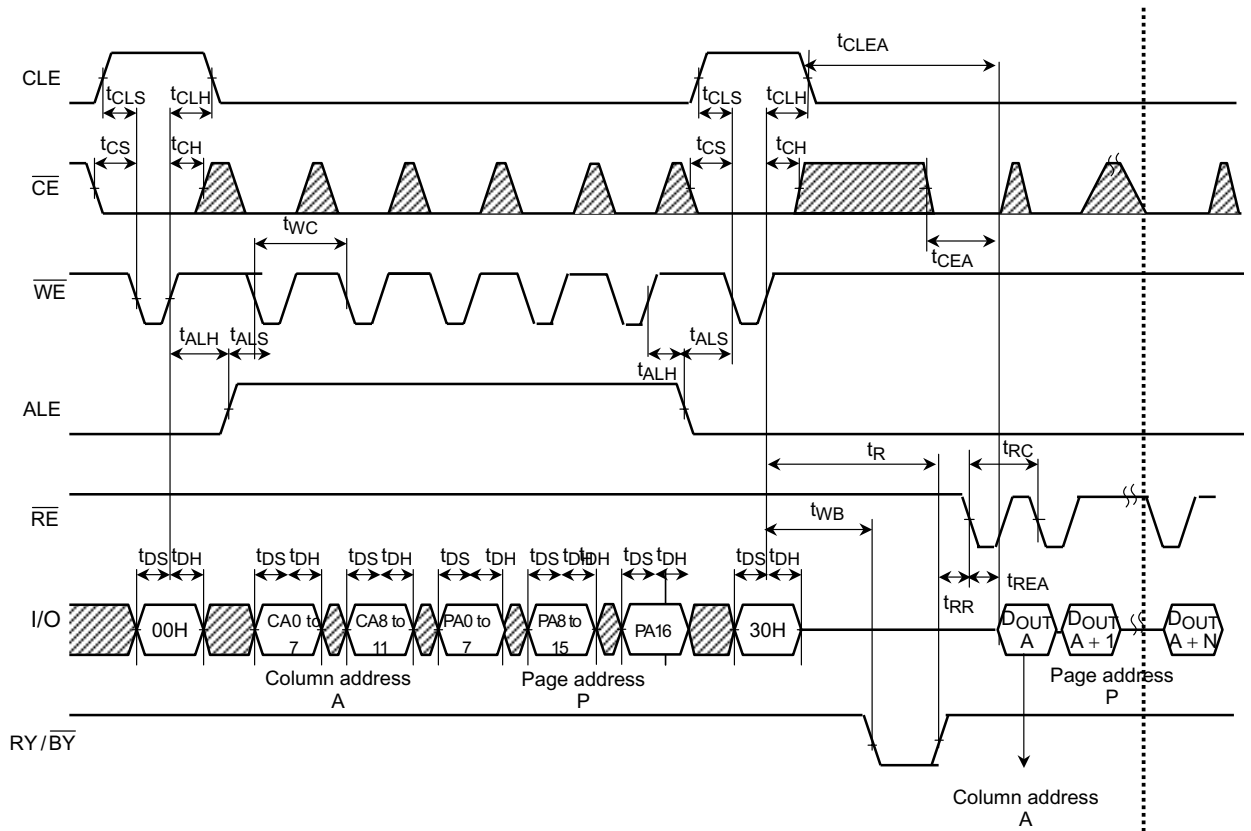 tCLEA
CLE
tCLS tCLH tCLS tCLH
tCS tCH tCS tCH
CE
tWC
tCEA
WE
tALH tALS tALH tALS
ALE
tR tRC
RE
tWB
tDS tDH tDS tDH tDS tDH tDS tDH tDS tDH tDS tDH tDS tDH
tRR tREA
I/O
00H
CA0 to 7
CA8 to 11
PA0 to 7
PA8 to 15
PA16
30H
DOUT A
DOUT A + 1
DOUT A + N
Column address A
Page address P
Page address P
RY/BY
Column address A